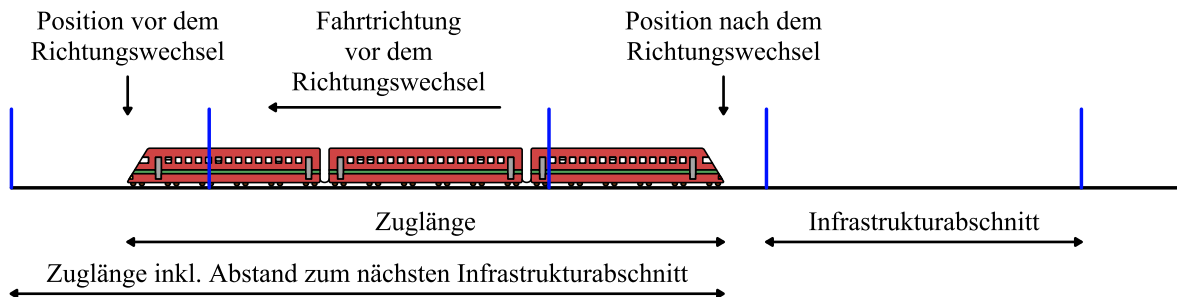 Position vor dem
Richtungswechsel
Fahrtrichtung
vor dem
Richtungswechsel
Position nach dem
Richtungswechsel
Zuglänge
Infrastrukturabschnitt
Zuglänge inkl. Abstand zum nächsten Infrastrukturabschnitt